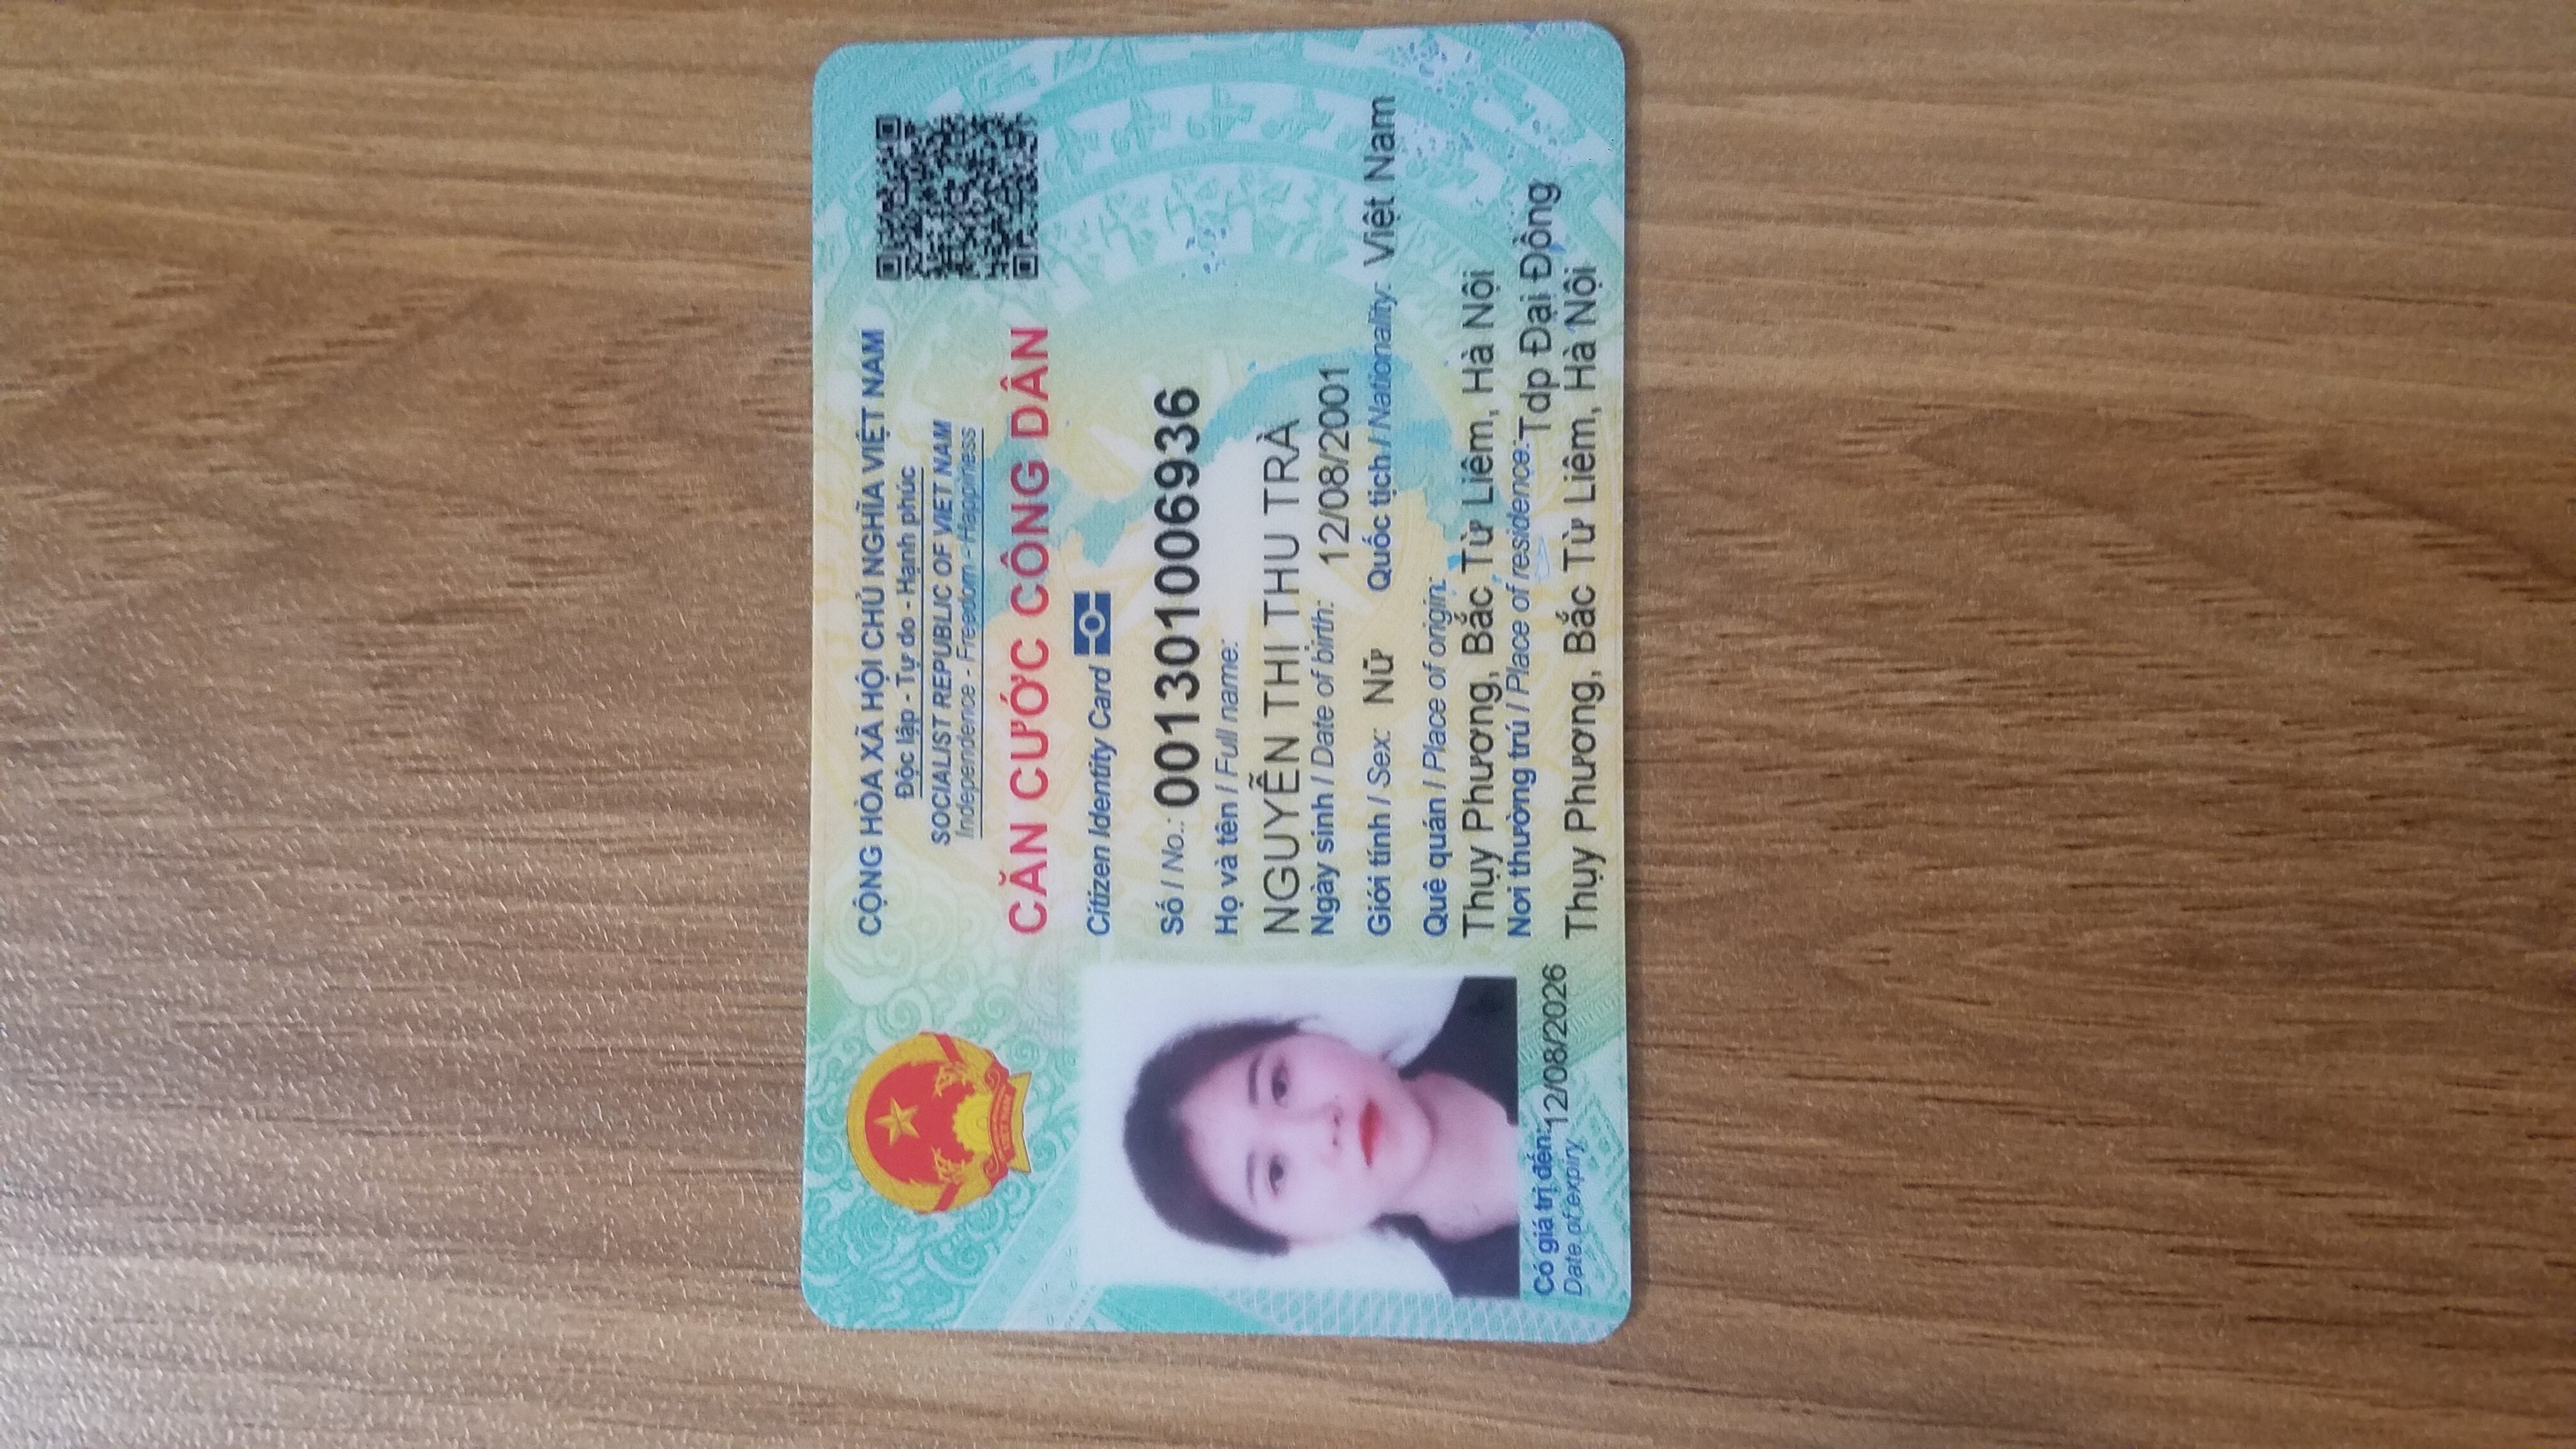 CỘNG HÒA XÃ HỘI CHỦ NGHĨA VIỆT NAM
Độc lập - Tự do - Hạnh phúc
SOCIALIST REPUBLIC OF VIET NAM
Independence - Freedom - Happiness
CĂN CƯỚC CÔNG DÂN
Citizen Identity Card
Số / No.: 001301006936
Họ và tên / Full name:
NGUYỄN THỊ THU TRÀ
Ngày sinh / Date of birth: 12/08/2001
Giới tính / Sex: Nữ Quốc tịch / Nationality: Việt Nam
Quê quán / Place of origin:
Thụy Phương, Bắc Từ Liêm, Hà Nội
Nơi thường trú / Place of residence: Tdp Đại Đồng
Thụy Phương, Bắc Từ Liêm, Hà Nội
Có giá trị đến: 12/08/2026
Date of expiry